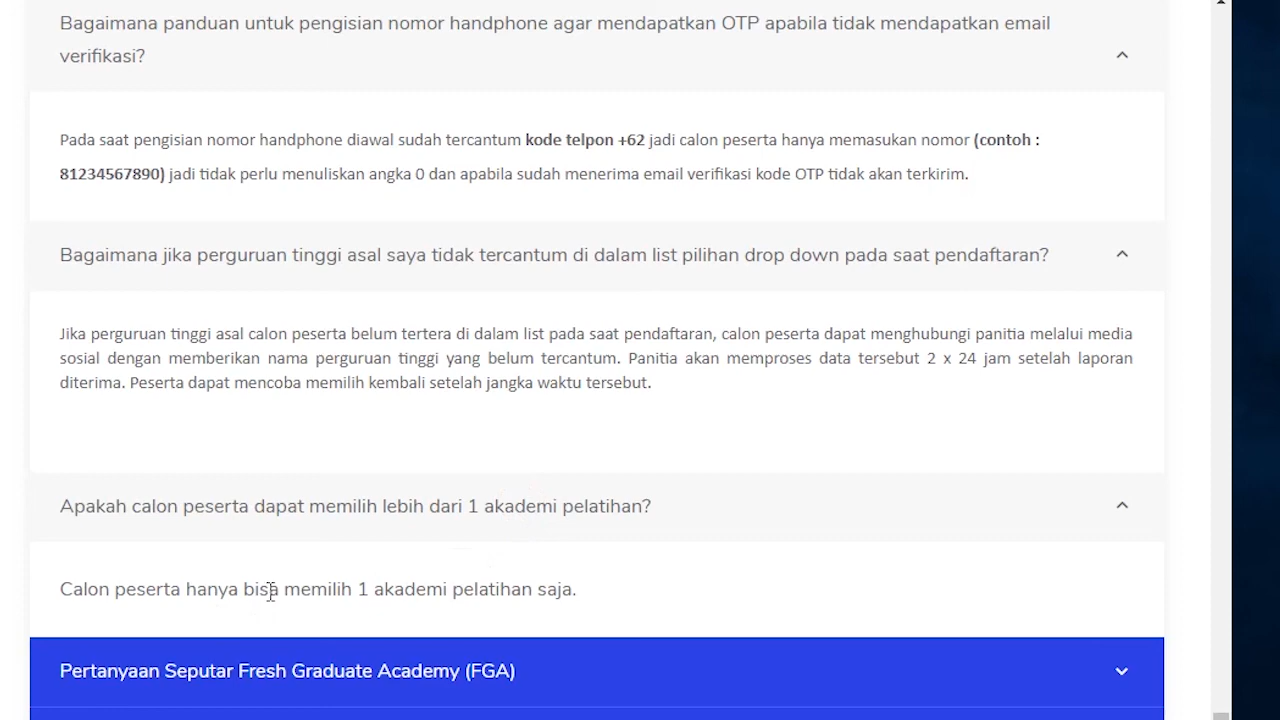 Bagaimana panduan untuk pengisian nomor handphone agar mendapatkan OTP apabila tidak mendapatkan email
verifikasi?
Pada saat pengisian nomor handphone diawal sudah tercantum kode telpon +62 jadi calon peserta hanya memasukan nomor (contoh :
81234567890) jadi tidak perlu menuliskan angka 0 dan apabila sudah menerima email verifikasi kode OTP tidak akan terkirim.
Bagaimana jika perguruan tinggi asal saya tidak tercantum di dalam list pilihan drop down pada saat pendaftaran?
Jika perguruan tinggi asal calon peserta belum tertera di dalam list pada saat pendaftaran, calon peserta dapat menghubungi panitia melalui media
sosial dengan memberikan nama perguruan tinggi yang belum tercantum. Panitia akan memproses data tersebut 2 x 24 jam setelah laporan
diterima. Peserta dapat mencoba memilih kembali setelah jangka waktu tersebut.
Apakah calon peserta dapat memilih lebih dari 1 akademi pelatihan?
Calon peserta hanya bisa memilih 1 akademi pelatihan saja.
Pertanyaan Seputar Fresh Graduate Academy (FGA)